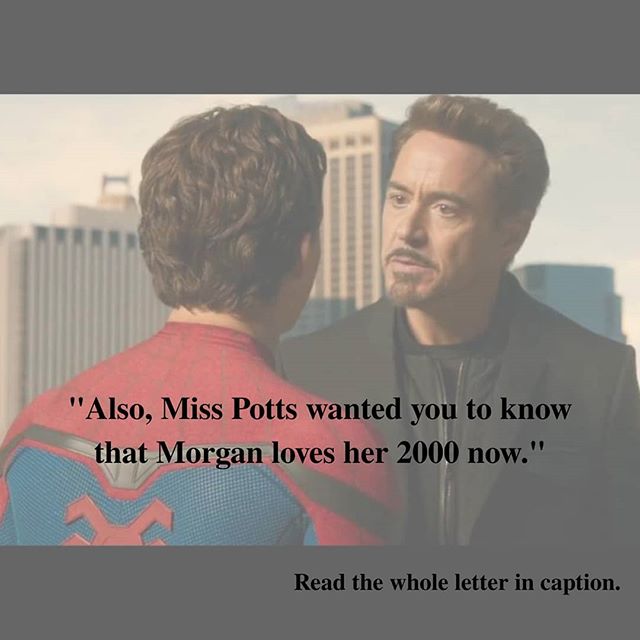 "Also, Miss Potts wanted you to know
that Morgan loves her 2000 now."
Read the whole letter in caption.